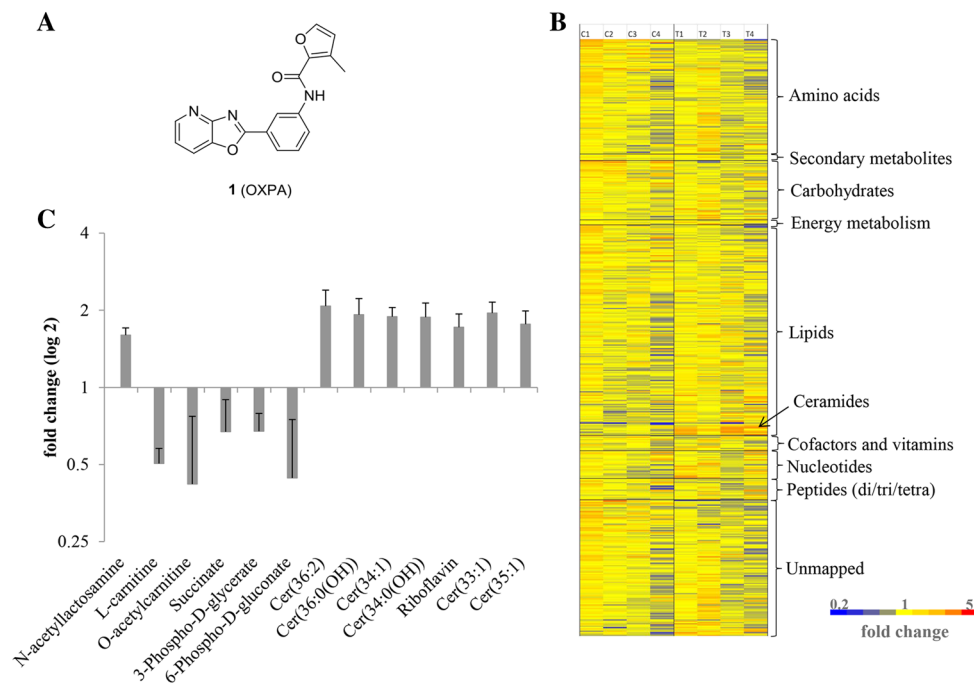 A
O
O
NH
N
N
O
1 (OXPA)
B
C1 C2 C3 C4 T1 T2 T3 T4
Amino acids
Secondary metabolites
Carbohydrates
Energy metabolism
Lipids
Ceramides
Cofactors and vitamins
Nucleotides
Peptides (di/tri/tetra)
Unmapped
0.2 1 5
fold change
C
fold change (log 2)
4
2
1
0.5
0.25
N-acetyllactosamine
L-carnitine
O-acetylcarnitine
Succinate
3-Phospho-D-glycerate
6-Phospho-D-gluconate
Cer(36:2)
Cer(36:0(OH))
Cer(34:1)
Cer(34:0(OH))
Riboflavin
Cer(33:1)
Cer(35:1)